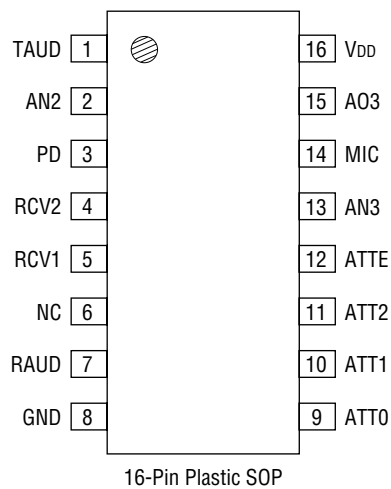 TAUD 1 16 VDD
AN2 2 15 AO3
PD 3 14 MIC
RCV2 4 13 AN3
RCV1 5 12 ATTE
NC 6 11 ATT2
RAUD 7 10 ATT1
GND 8 9 ATT0
16-Pin Plastic SOP